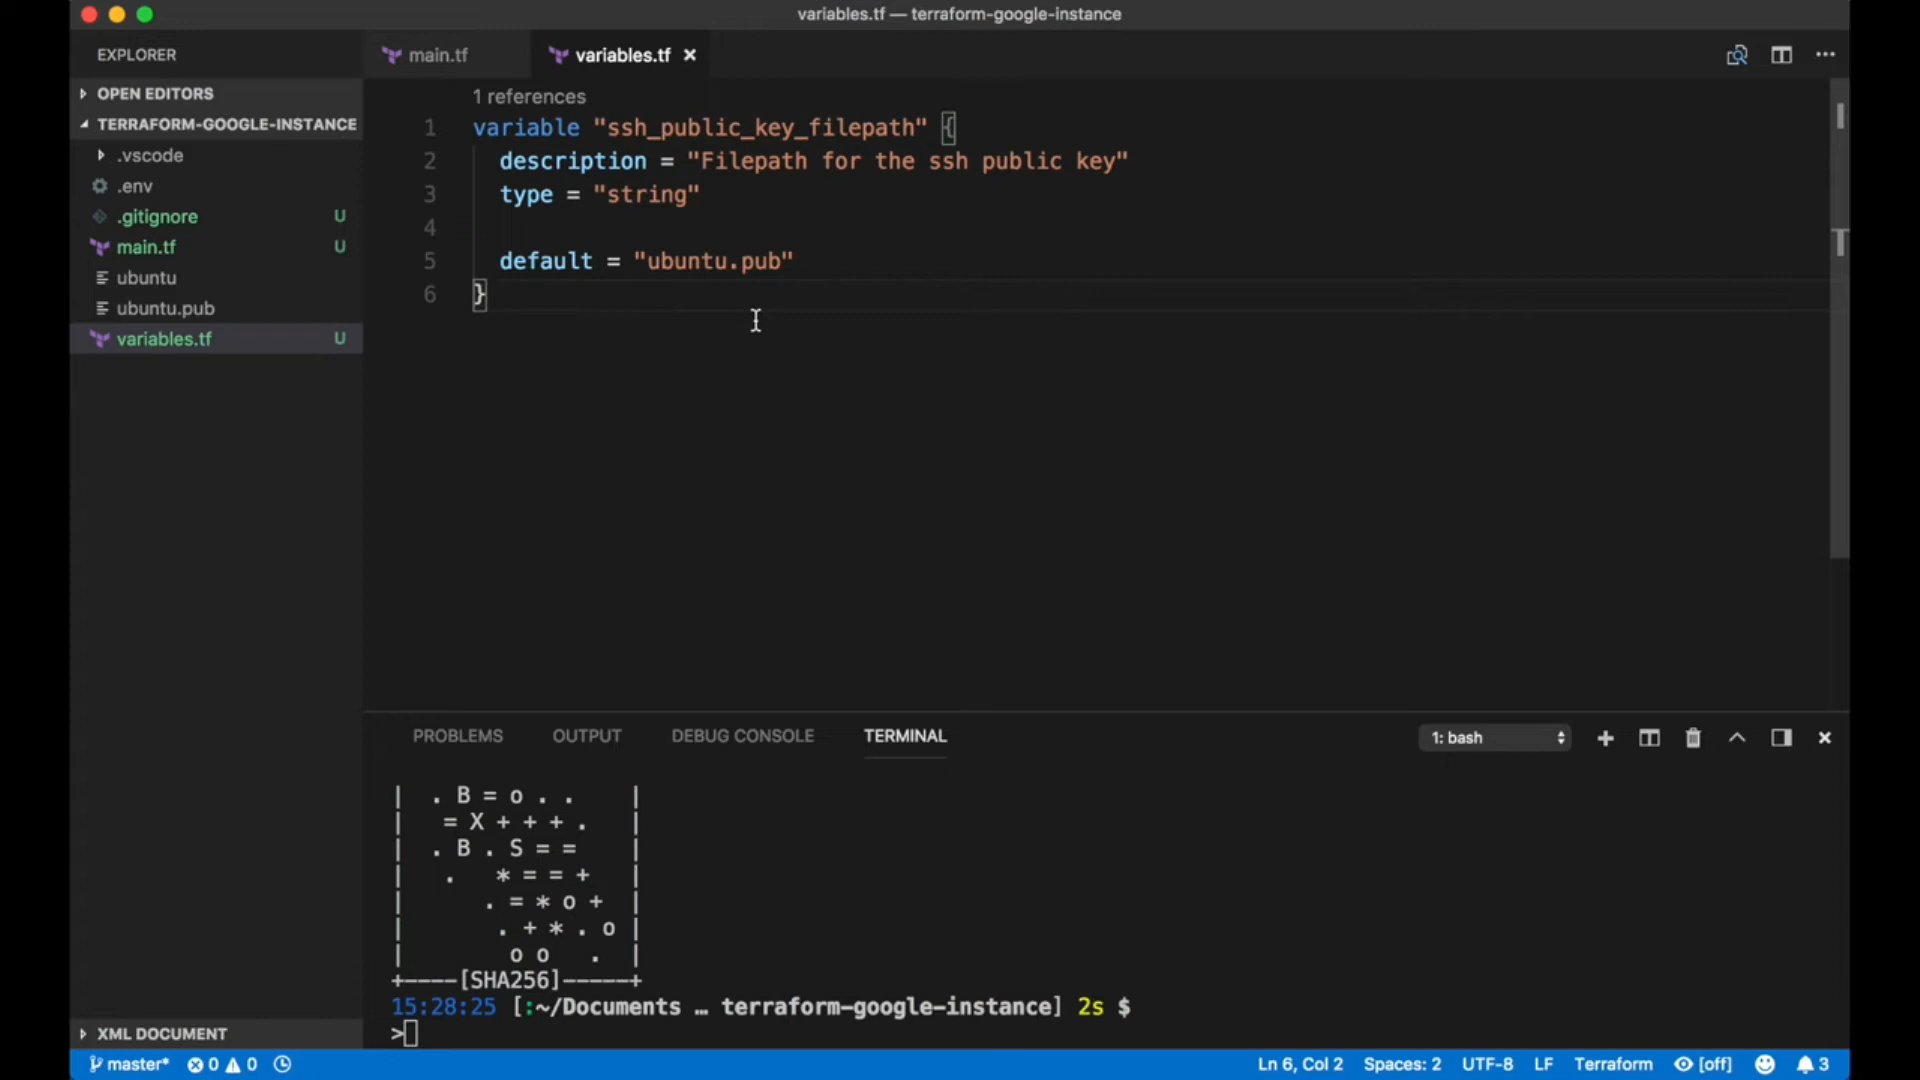 variables.tf — terraform-google-instance
EXPLORER
main.tf
variables.tf
OPEN EDITORS
TERRAFORM-GOOGLE-INSTANCE
.vscode
.env
.gitignore U
main.tf U
ubuntu
ubuntu.pub
variables.tf U
XML DOCUMENT
1 references
1 variable "ssh_public_key_filepath" {
2 description = "Filepath for the ssh public key"
3 type = "string"
4
5 default = "ubuntu.pub"
6 }
PROBLEMS OUTPUT DEBUG CONSOLE TERMINAL
1: bash
| . B = o . . |
| = X + + + . |
| . B . S = = |
| . * = = + |
| . = * o + |
| . + * . o |
| o o . |
+----[SHA256]-----+
15:28:25 [:~/Documents … terraform-google-instance] 2s $
>
master* 0 0
Ln 6, Col 2 Spaces: 2 UTF-8 LF Terraform [off] 3